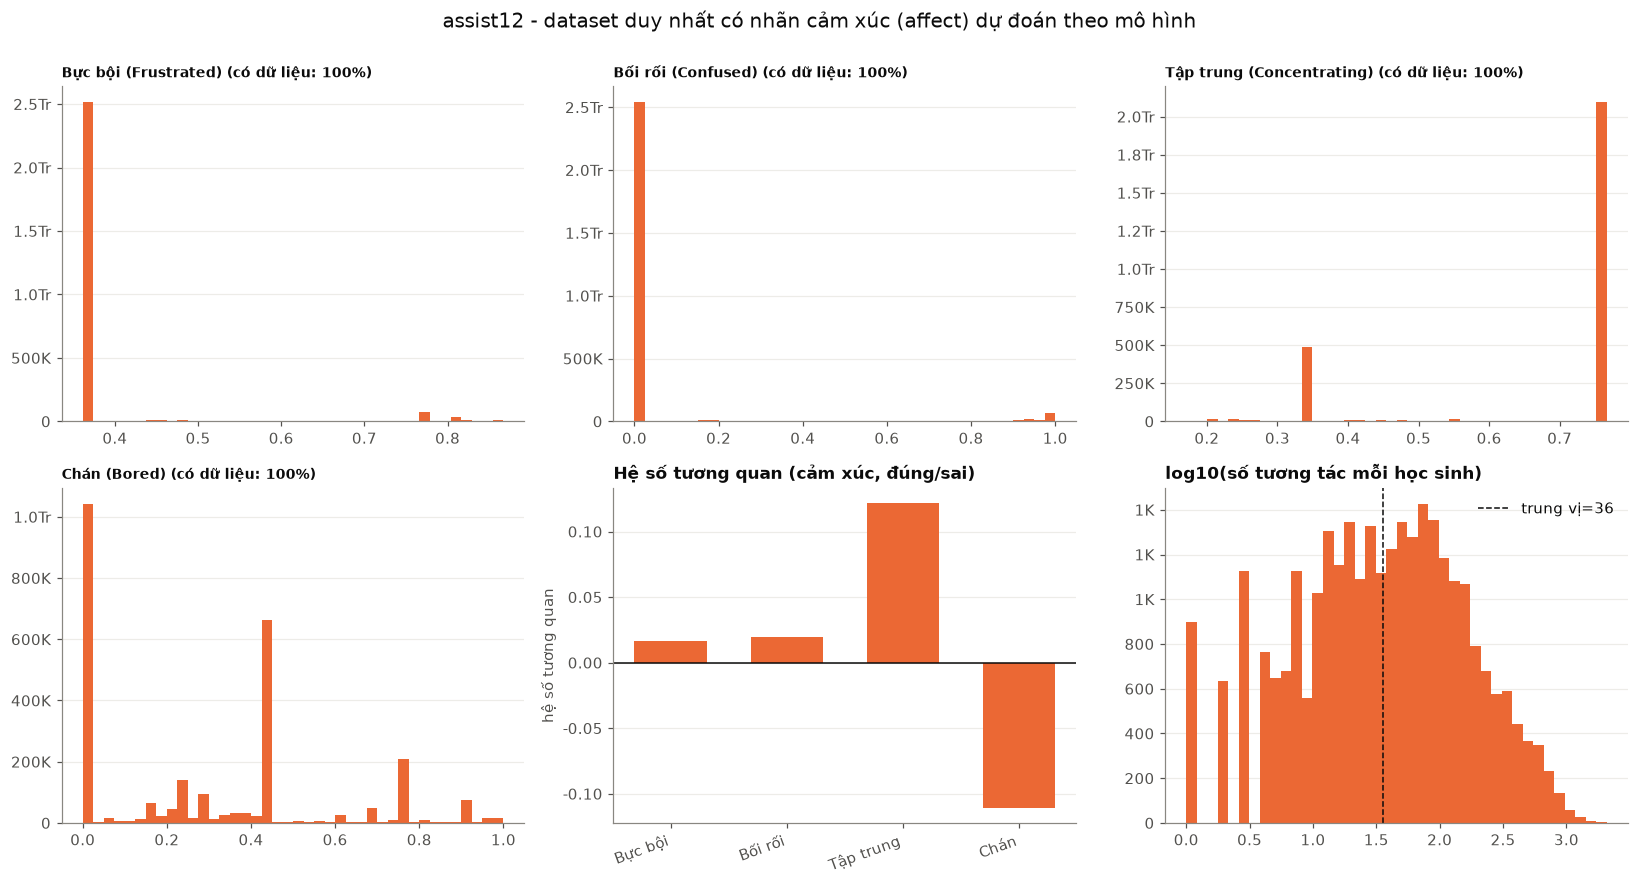 assist12 - dataset duy nhất có nhãn cảm xúc (affect) dự đoán theo mô hình
Bực bội (Frustrated) (có dữ liệu: 100%)
2.5Tr
2.0Tr
1.5Tr
1.0Tr
500K
0
0.4 0.5 0.6 0.7 0.8
Bối rối (Confused) (có dữ liệu: 100%)
2.5Tr
2.0Tr
1.5Tr
1.0Tr
500K
0
0.0 0.2 0.4 0.6 0.8 1.0
Tập trung (Concentrating) (có dữ liệu: 100%)
2.0Tr
1.8Tr
1.5Tr
1.2Tr
1.0Tr
750K
500K
250K
0
0.2 0.3 0.4 0.5 0.6 0.7
Chán (Bored) (có dữ liệu: 100%)
1.0Tr
800K
600K
400K
200K
0
0.0 0.2 0.4 0.6 0.8 1.0
Hệ số tương quan (cảm xúc, đúng/sai)
hệ số tương quan
0.10
0.05
0.00
-0.05
-0.10
Bực bội Bối rối Tập trung Chán
log10(số tương tác mỗi học sinh)
trung vị=36
1K
1K
1K
800
600
400
200
0
0.0 0.5 1.0 1.5 2.0 2.5 3.0